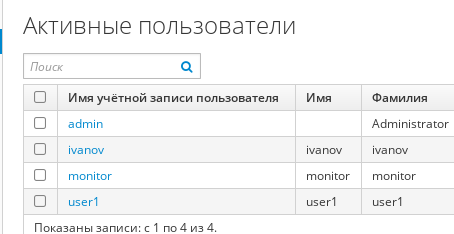 Активные пользователи
Поиск
Имя учётной записи пользователя Имя Фамилия
admin Administrator
ivanov ivanov ivanov
monitor monitor monitor
user1 user1 user1
Показаны записи: с 1 по 4 из 4.